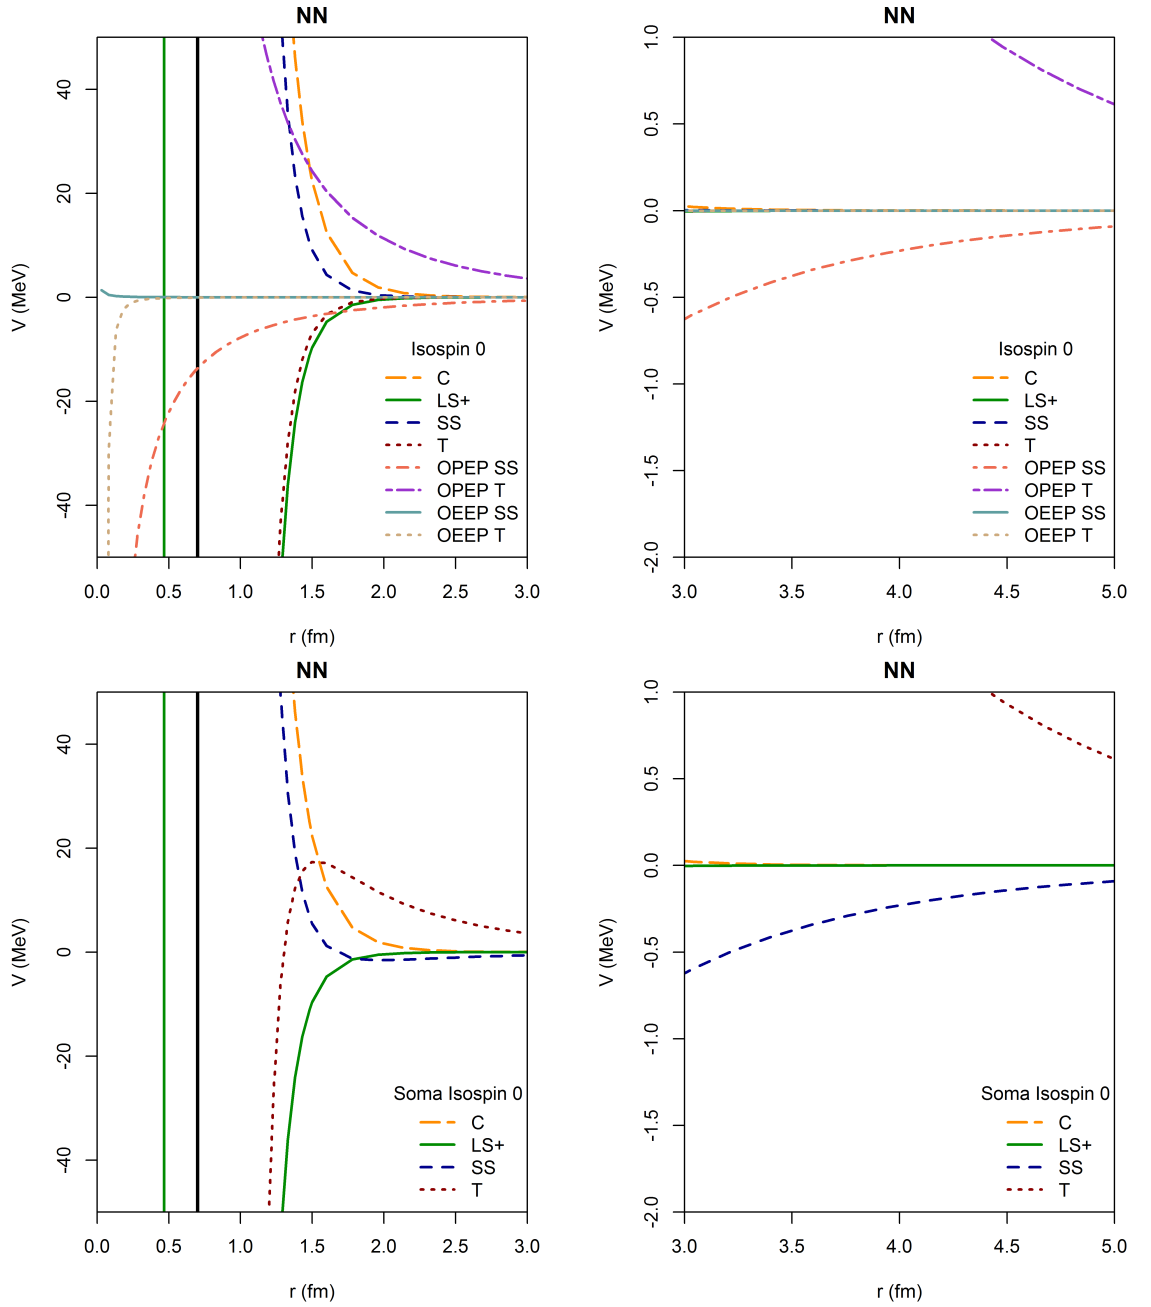 NN
V (MeV)
40
20
0
-20
-40
Isospin 0
C
LS+
SS
T
OPEP SS
OPEP T
OEEP SS
OEEP T
0.0 0.5 1.0 1.5 2.0 2.5 3.0
r (fm)
NN
V (MeV)
1.0
0.5
0.0
-0.5
-1.0
-1.5
-2.0
Isospin 0
C
LS+
SS
T
OPEP SS
OPEP T
OEEP SS
OEEP T
3.0 3.5 4.0 4.5 5.0
r (fm)
NN
V (MeV)
40
20
0
-20
-40
Soma Isospin 0
C
LS+
SS
T
0.0 0.5 1.0 1.5 2.0 2.5 3.0
r (fm)
NN
V (MeV)
1.0
0.5
0.0
-0.5
-1.0
-1.5
-2.0
Soma Isospin 0
C
LS+
SS
T
3.0 3.5 4.0 4.5 5.0
r (fm)